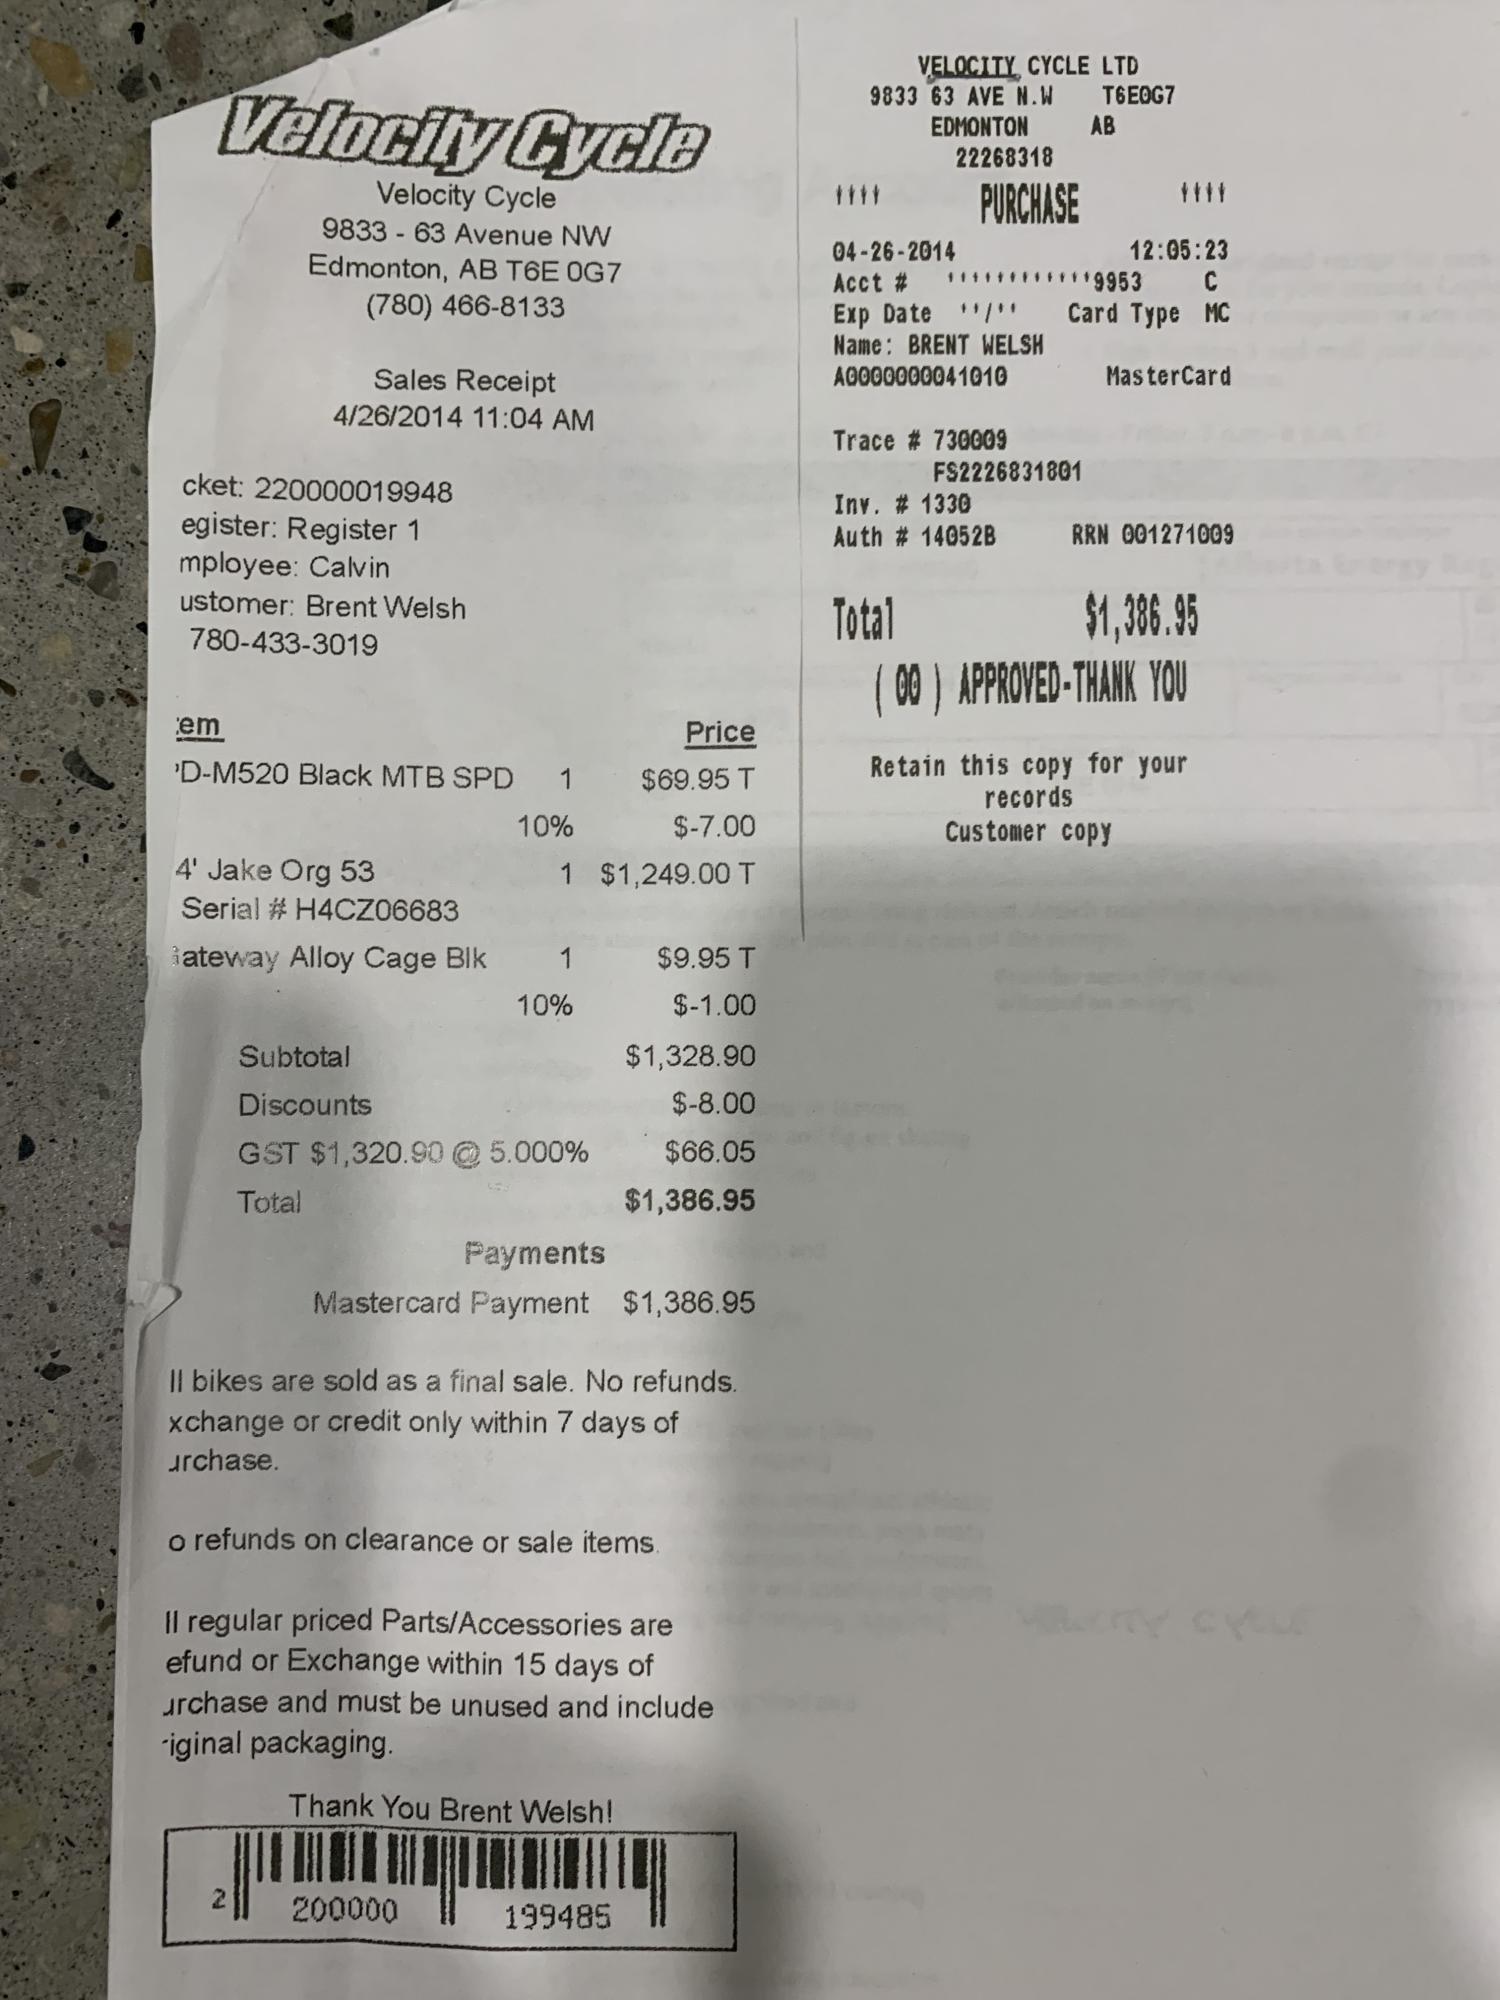 Velocity Cycle
Velocity Cycle
9833 - 63 Avenue NW
Edmonton, AB T6E 0G7
(780) 466-8133
Sales Receipt
4/26/2014 11:04 AM
cket: 220000019948
egister: Register 1
mployee: Calvin
ustomer: Brent Welsh
780-433-3019
em Price
D-M520 Black MTB SPD 1 $69.95 T
10% $-7.00
4' Jake Org 53 1 $1,249.00 T
Serial # H4CZ06683
ateway Alloy Cage Blk 1 $9.95 T
10% $-1.00
Subtotal $1,328.90
Discounts $-8.00
GST $1,320.90 @ 5.000% $66.05
Total $1,386.95
Payments
Mastercard Payment $1,386.95
ll bikes are sold as a final sale. No refunds.
xchange or credit only within 7 days of
urchase.
o refunds on clearance or sale items.
ll regular priced Parts/Accessories are
efund or Exchange within 15 days of
urchase and must be unused and include
riginal packaging.
Thank You Brent Welsh!
2 200000 199485
VELOCITY CYCLE LTD
9833 63 AVE N.W T6E0G7
EDMONTON AB
22268318
PURCHASE
04-26-2014 12:05:23
Acct # ''''''''''''9953 C
Exp Date ''/'' Card Type MC
Name: BRENT WELSH
A0000000041010 MasterCard
Trace # 730009
FS2226831801
Inv. # 1330
Auth # 14052B RRN 001271009
Total $1,386.95
( 00 ) APPROVED-THANK YOU
Retain this copy for your
records
Customer copy